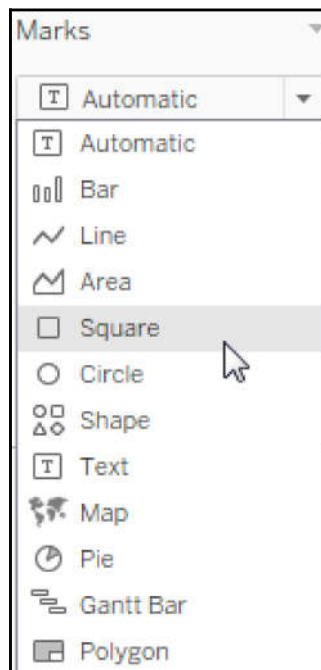 Marks
Automatic
Automatic
Bar
Line
Area
Square
Circle
Shape
Text
Map
Pie
Gantt Bar
Polygon